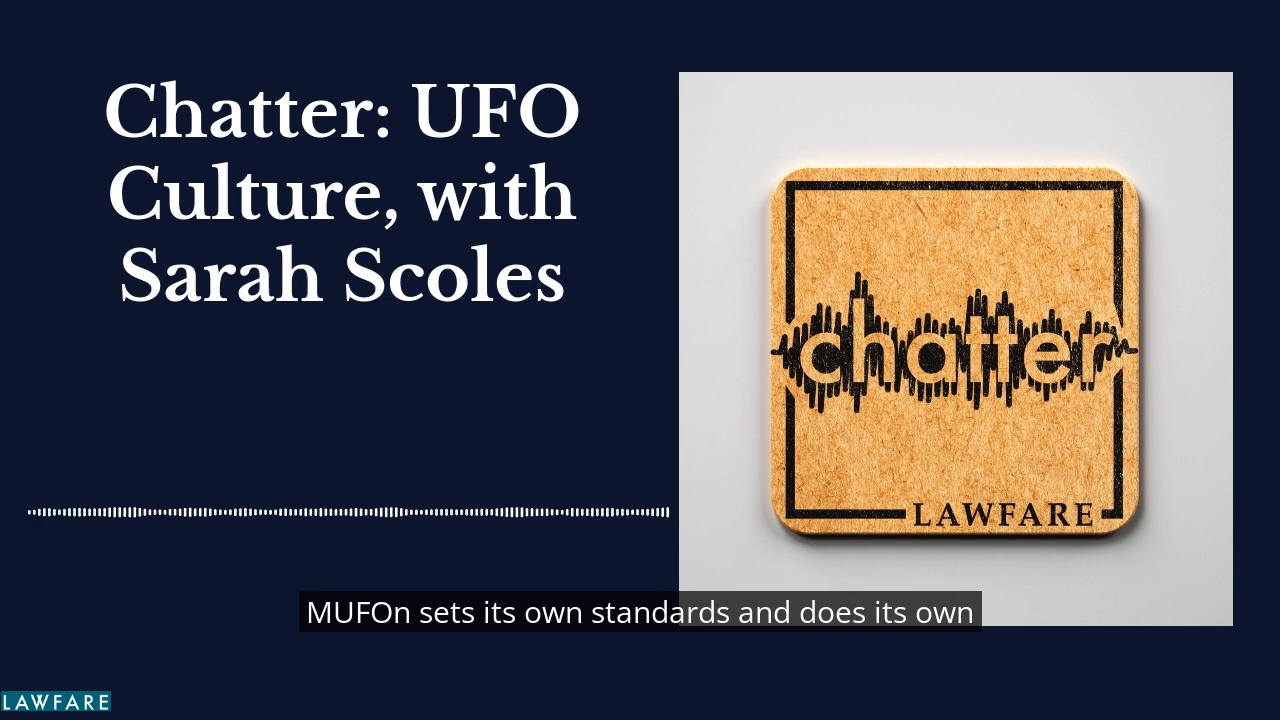 Chatter: UFO
Culture, with
Sarah Scoles
chatter
LAWFARE
MUFOn sets its own standards and does its own
LAWFARE